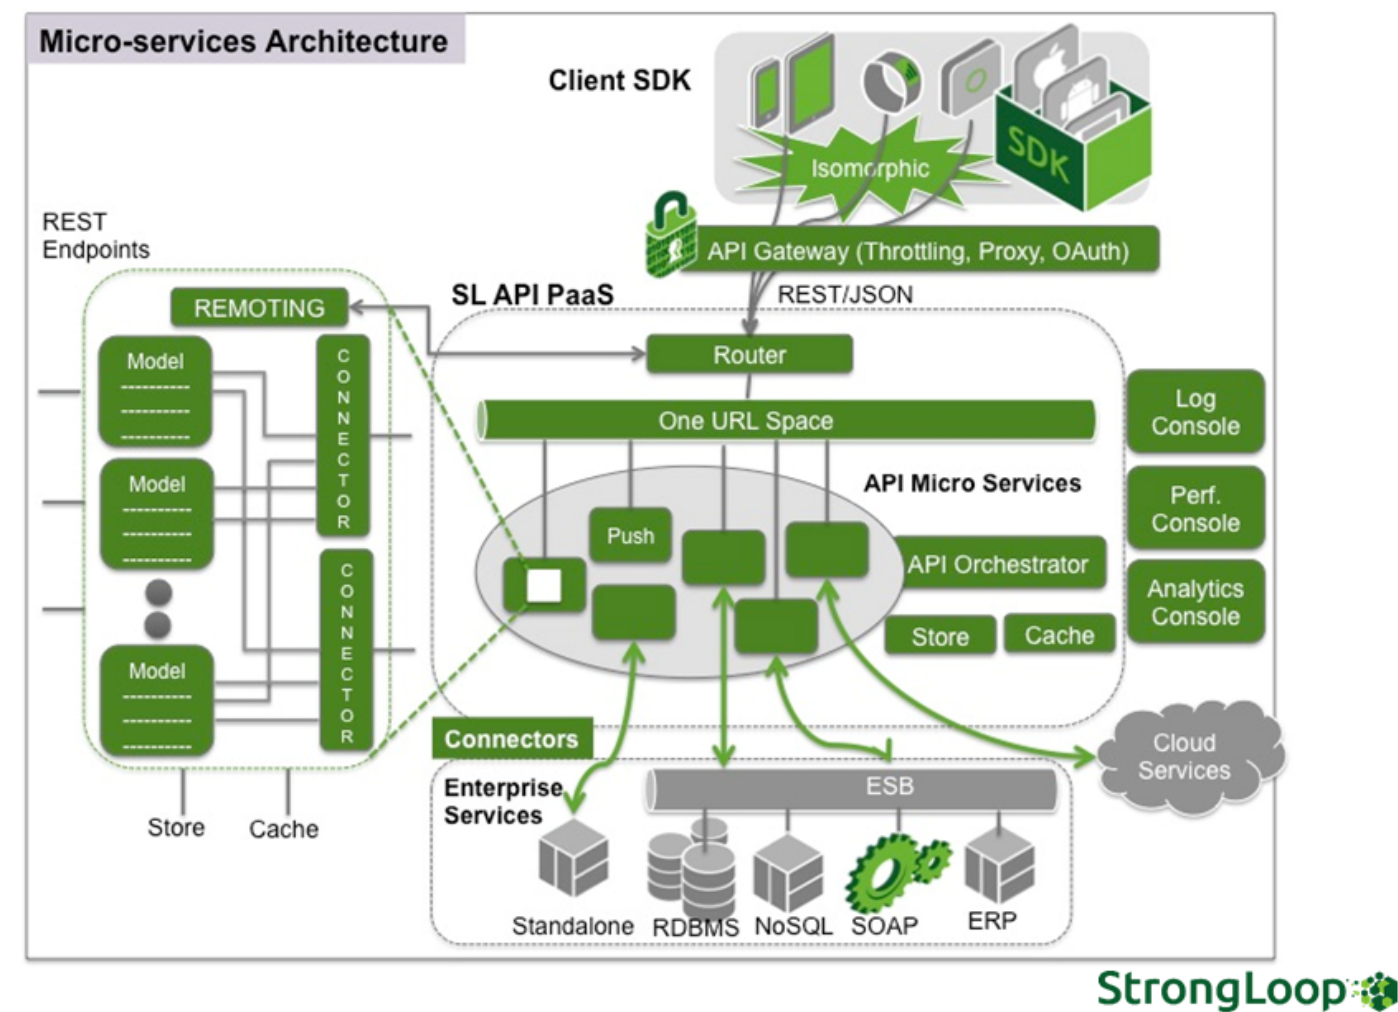 Micro-services Architecture
Client SDK
SDK
Isomorphic
API Gateway (Throttling, Proxy, OAuth)
REST
Endpoints
REMOTING
SL API PaaS
REST/JSON
Router
Model
CONNECTOR
One URL Space
Log
Console
Model
API Micro Services
Perf.
Console
Push
API Orchestrator
Analytics
Console
CONNECTOR
Store
Cache
Model
Connectors
Cloud
Services
Enterprise
Services
ESB
Store
Cache
Standalone
RDBMS
NoSQL
SOAP
ERP
StrongLoop